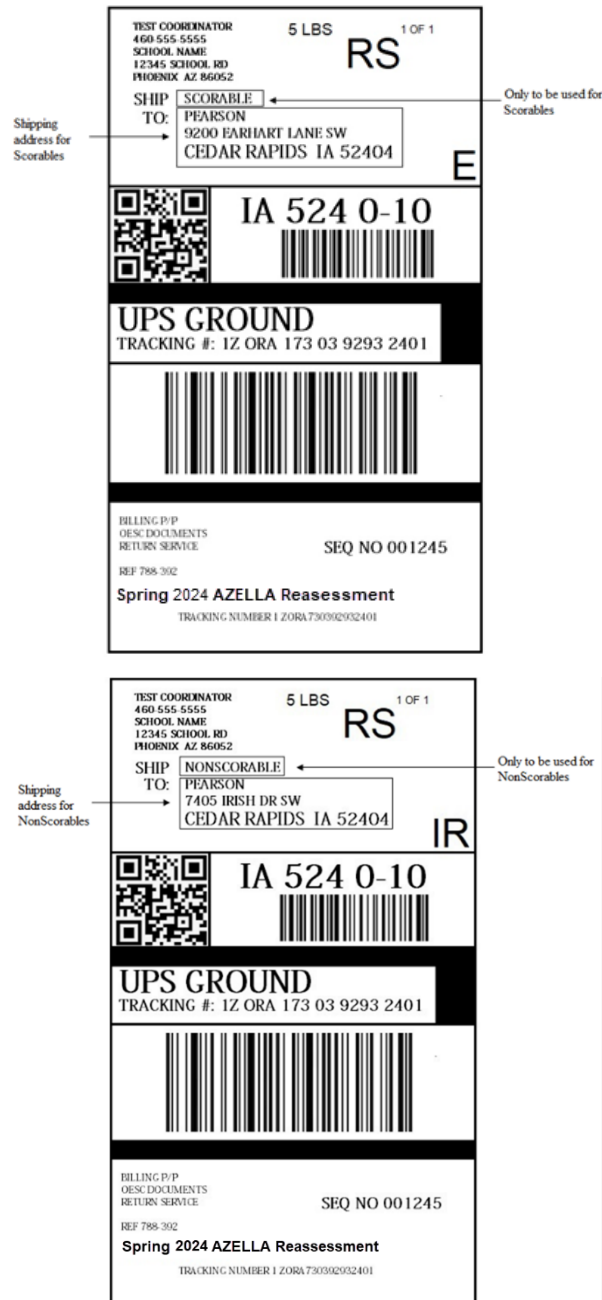 TEST COORDINATOR
460-555-5555
SCHOOL NAME
12345 SCHOOL RD
PHOENIX AZ 86052
5 LBS
1 OF 1
RS
SHIP TO:
SCORABLE
PEARSON
9200 EARHART LANE SW
CEDAR RAPIDS IA 52404
Only to be used for
Scorables
Shipping
address for
Scorables
E
IA 524 0-10
UPS GROUND
TRACKING #: 1Z ORA 173 03 9293 2401
BILLING P/P
OESC DOCUMENTS
RETURN SERVICE
SEQ NO 001245
REF 788-392
Spring 2024 AZELLA Reasessment
TRACKING NUMBER 1 ZORA730392932401
TEST COORDINATOR
460-555-5555
SCHOOL NAME
12345 SCHOOL RD
PHOENIX AZ 86052
5 LBS
1 OF 1
RS
SHIP TO:
NONSCORABLE
PEARSON
7405 IRISH DR SW
CEDAR RAPIDS IA 52404
Only to be used for
NonScorables
Shipping
address for
NonScorables
IR
IA 524 0-10
UPS GROUND
TRACKING #: 1Z ORA 173 03 9293 2401
BILLING P/P
OESC DOCUMENTS
RETURN SERVICE
SEQ NO 001245
REF 788-392
Spring 2024 AZELLA Reassessment
TRACKING NUMBER 1 ZORA730392932401